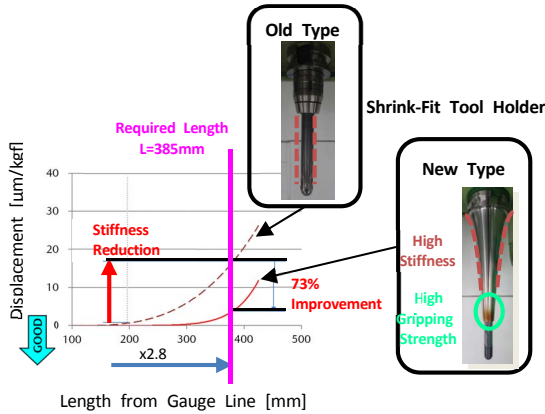 Old Type
Shrink-Fit Tool Holder
Required Length
L=385mm
New Type
Displacement [um/kgf]
40
30
20
10
0
Stiffness
Reduction
73%
Improvement
High
Stiffness
High
Gripping
Strength
GOOD
100
200
300
400
500
x2.8
Length from Gauge Line [mm]